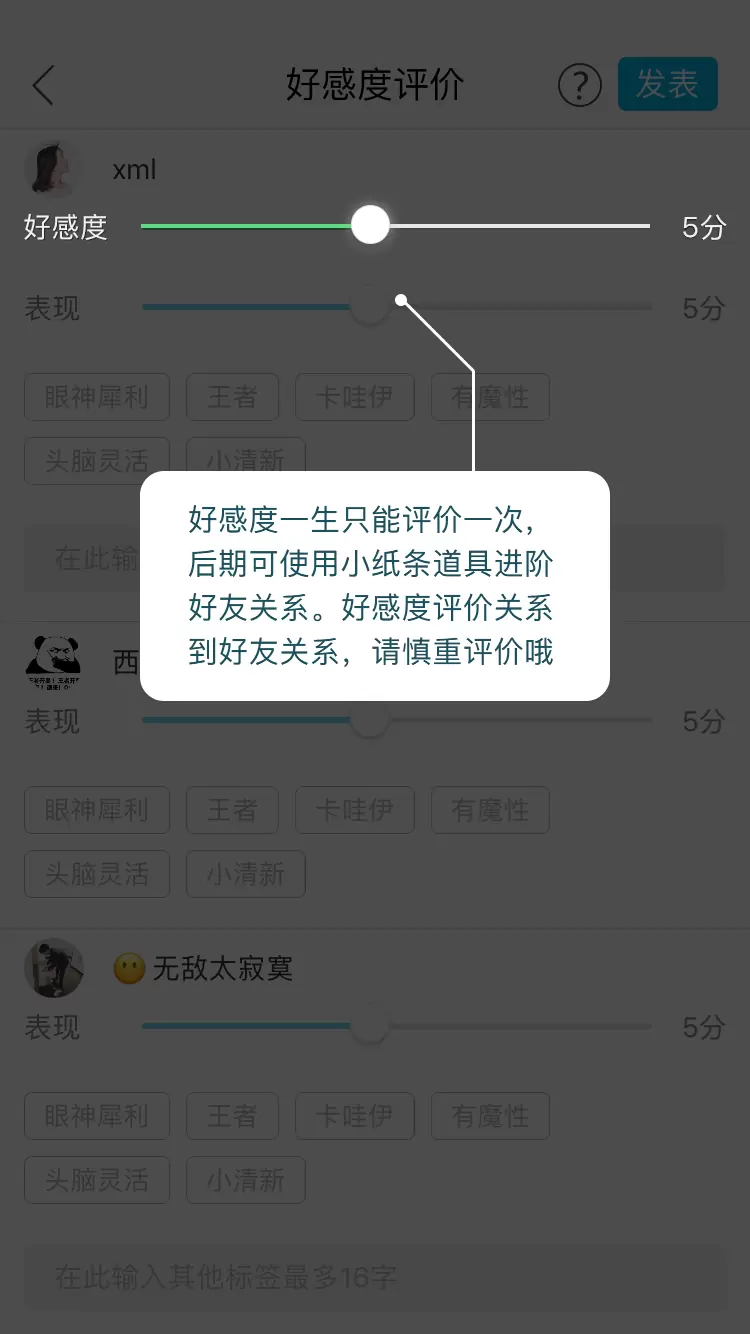 好感度评价
?
发表
xml
好感度 5分
表现 5分
眼神犀利 王者 卡哇伊 有魔性
头脑灵活 小清新
在此输
好感度一生只能评价一次，
后期可使用小纸条道具进阶
好友关系。好感度评价关系
到好友关系，请慎重评价哦
西
表现 5分
眼神犀利 王者 卡哇伊 有魔性
头脑灵活 小清新
😶无敌太寂寞
表现 5分
眼神犀利 王者 卡哇伊 有魔性
头脑灵活 小清新
在此输入其他标签最多16字